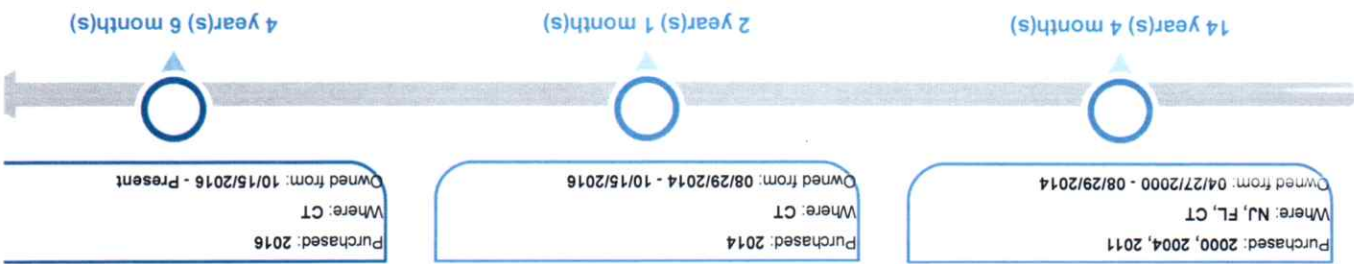 Purchased: 2000, 2004, 2011
Where: NJ, FL, CT
Owned from: 04/27/2000 - 08/29/2014
14 year(s) 4 month(s)
Purchased: 2014
Where: CT
Owned from: 08/29/2014 - 10/15/2016
2 year(s) 1 month(s)
Purchased: 2016
Where: CT
Owned from: 10/15/2016 - Present
4 year(s) 6 month(s)